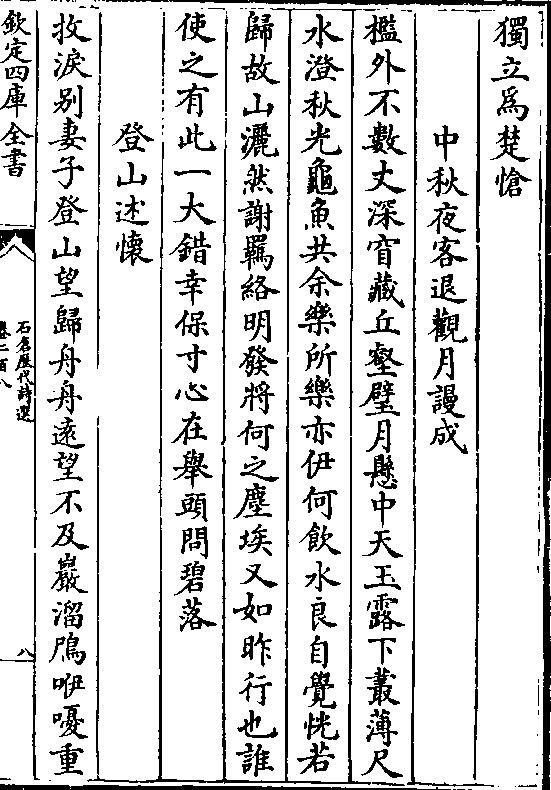 獨立爲楚愴
中秋夜客退觀月謾成
檻外不數丈深窅藏丘壑璧月懸中天玉露下叢薄尺
水澄秋光龜魚共余樂所樂亦伊何飲水良自覺恍若
歸故山灑然謝羈絡明發將何之塵埃又如昨行也誰
使之有此一大錯幸保寸心在舉頭問碧落
登山述懷
抆淚别妻子登山望歸舟舟逺望不及巖溜鳴咿嚘重
欽定四庫全書
石倉歷代詩選
卷二百八
八